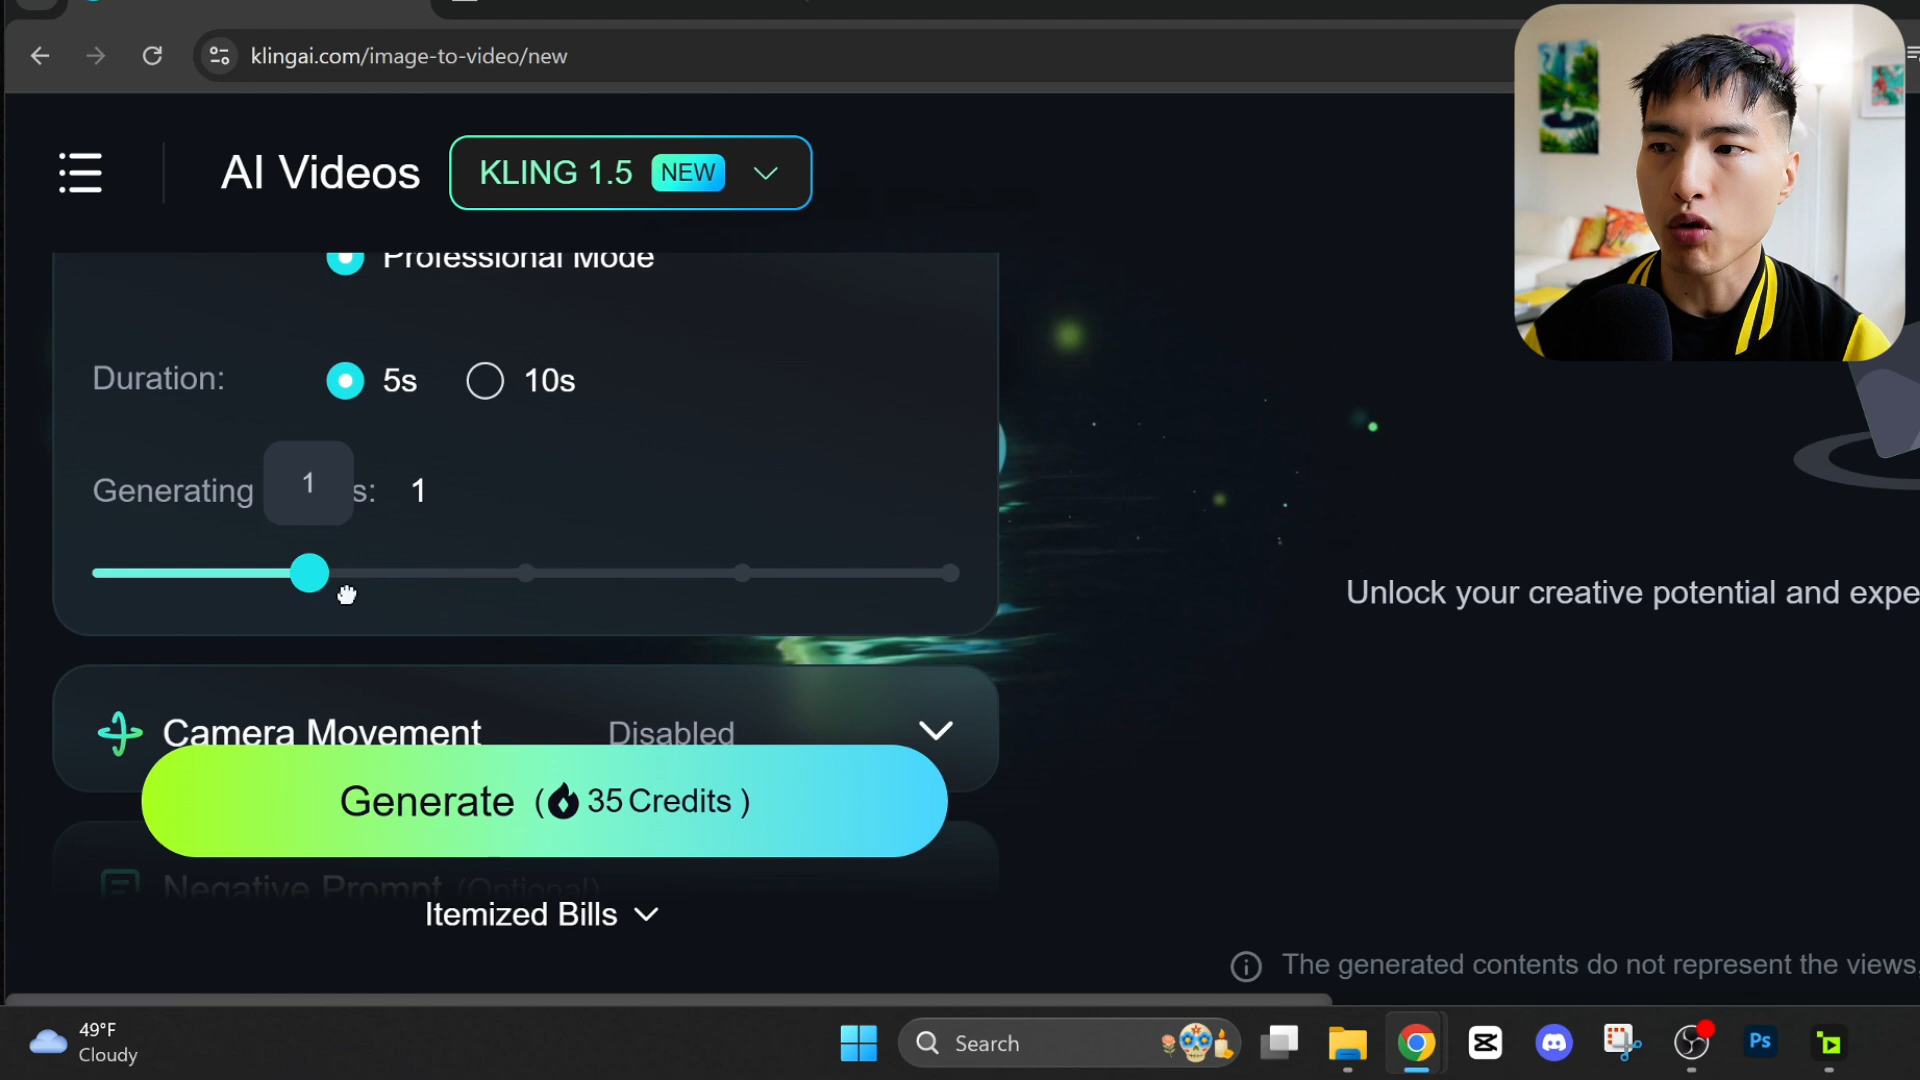 klingai.com/image-to-video/new
AI Videos
KLING 1.5 NEW
Professional Mode
Duration: 5s 10s
1
Generating s: 1
Unlock your creative potential and expe
Camera Movement Disabled
Generate ( 35 Credits )
Negative Prompt (Optional)
Itemized Bills
The generated contents do not represent the views,
49°F
Cloudy
Search
Ps